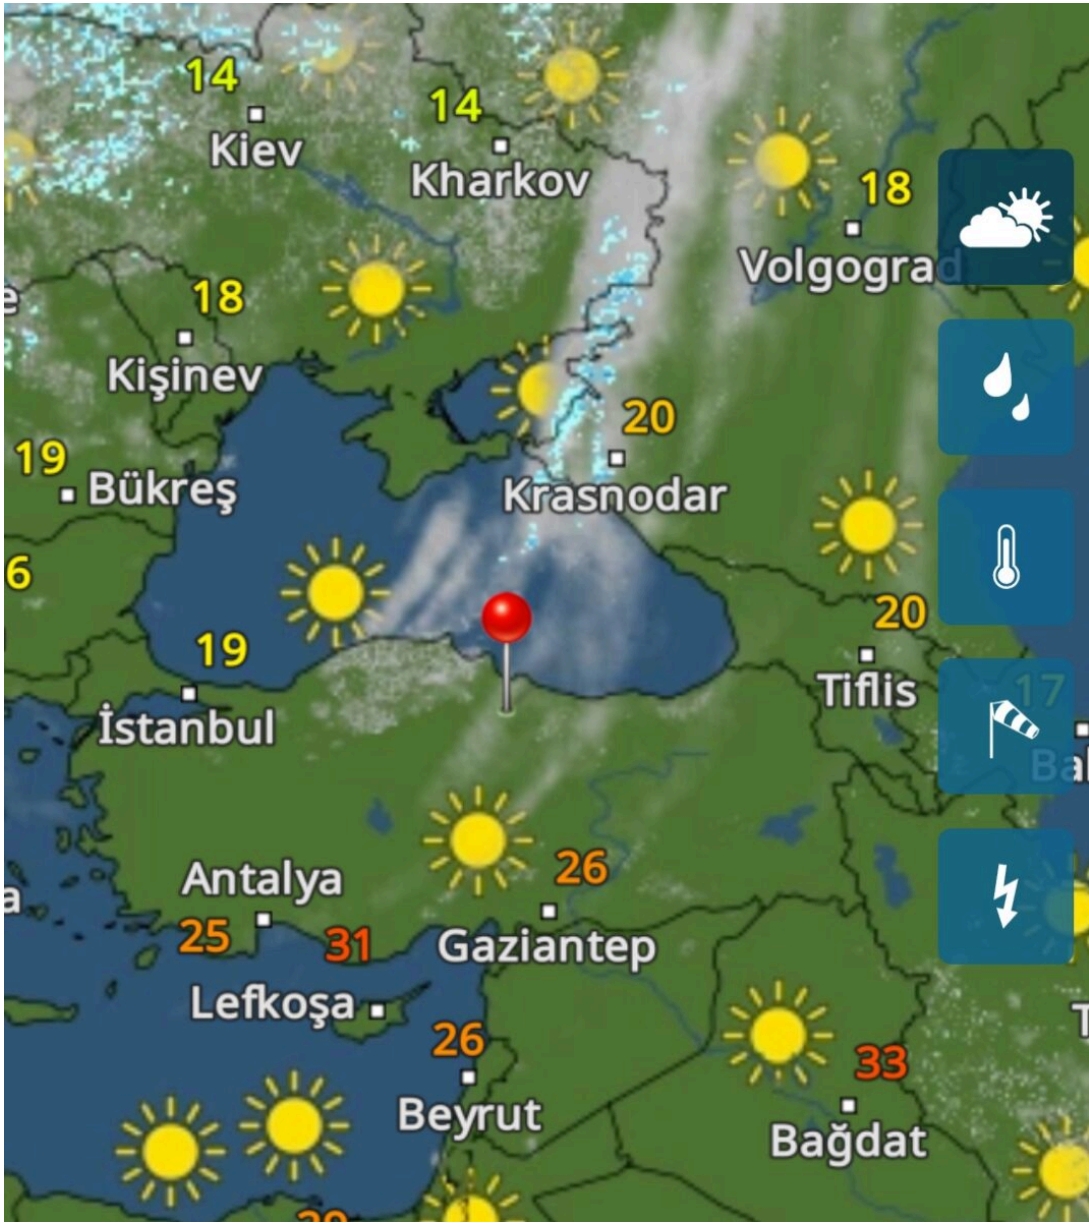 14
Kiev
14
Kharkov
18
Volgograd
e
18
Kişinev
20
Krasnodar
19
Bükreş
6
20
Tiflis
19
İstanbul
17
Antalya
25
31
26
Gaziantep
a
Lefkoşa
26
Beyrut
33
Bağdat
T